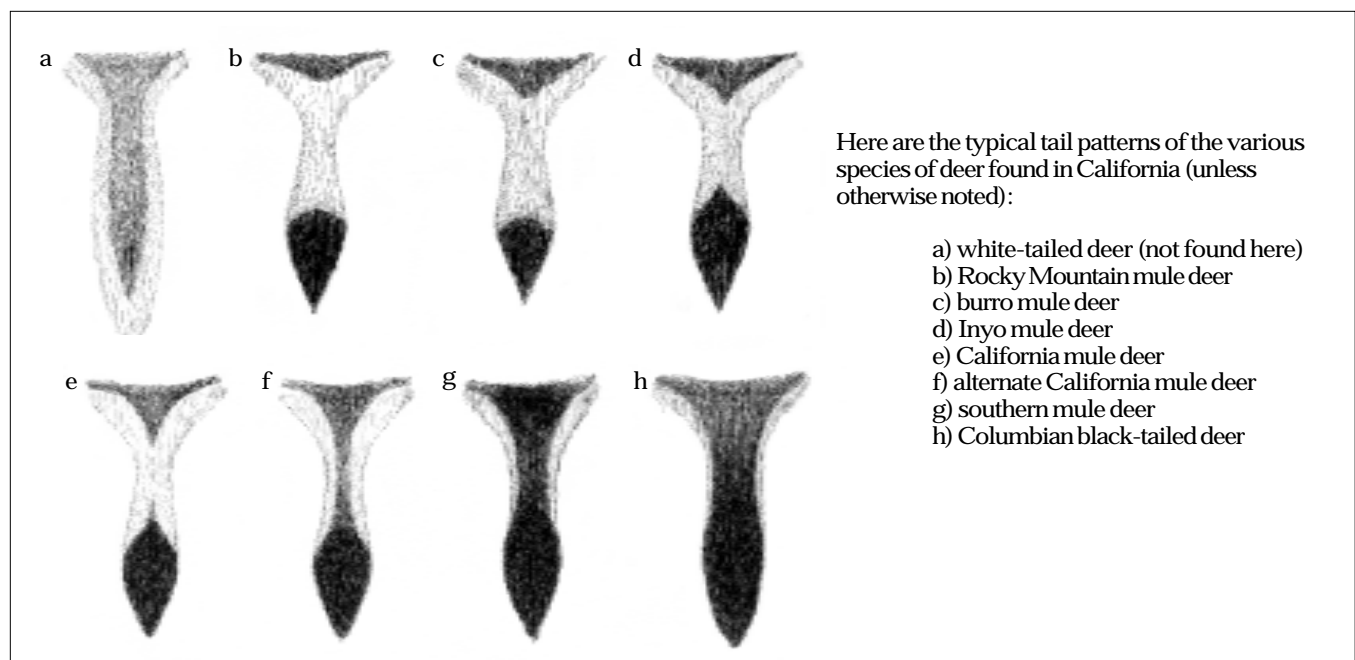 a
b
c
d
Here are the typical tail patterns of the various
species of deer found in California (unless
otherwise noted):
a) white-tailed deer (not found here)
b) Rocky Mountain mule deer
c) burro mule deer
d) Inyo mule deer
e) California mule deer
f) alternate California mule deer
g) southern mule deer
h) Columbian black-tailed deer
e
f
g
h